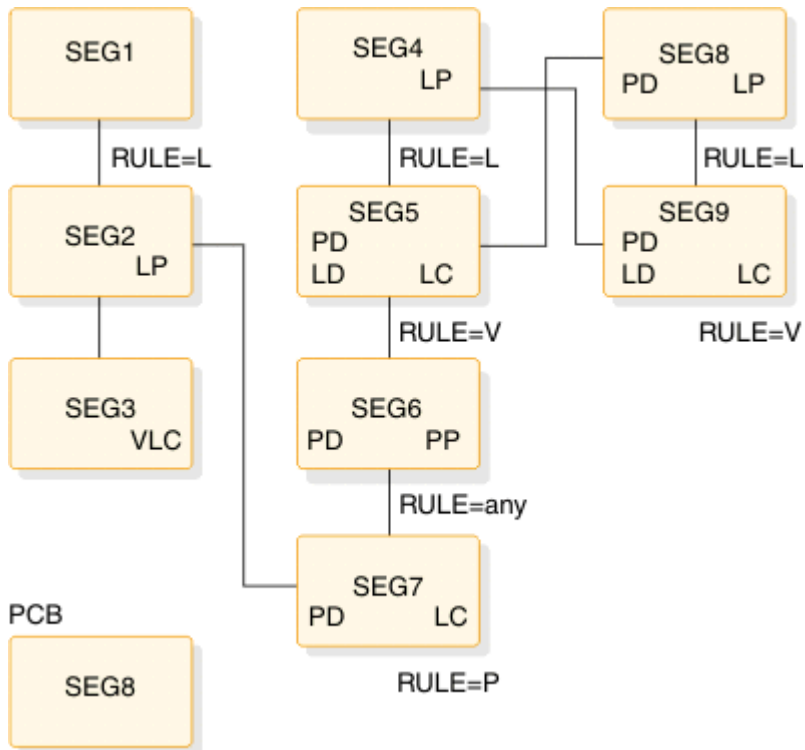 SEG1
RULE=L
SEG2
LP
SEG3
VLC
PCB
SEG8
SEG4
LP
RULE=L
SEG5
PD
LD LC
RULE=V
SEG6
PD PP
RULE=any
SEG7
PD LC
RULE=P
SEG8
PD LP
RULE=L
SEG9
PD
LD LC
RULE=V